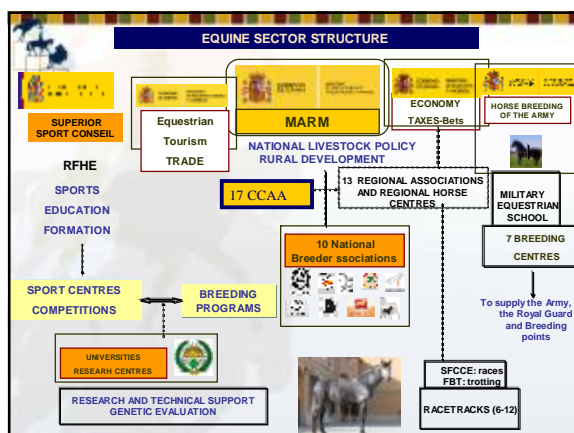 EQUINE SECTOR STRUCTURE
SUPERIOR
SPORT CONSEIL
RFHE
SPORTS
EDUCATION
FORMATION
Equestrian
Tourism
TRADE
MARM
NATIONAL LIVESTOCK POLICY
RURAL DEVELOPMENT
ECONOMY
TAXES-Bets
HORSE BREEDING
OF THE ARMY
17 CCAA
13 REGIONAL ASSOCIATIONS
AND REGIONAL HORSE
CENTRES
MILITARY
EQUESTRIAN
SCHOOL
7 BREEDING
CENTRES
10 National
Breeder ssociations
SPORT CENTRES
COMPETITIONS
BREEDING
PROGRAMS
To supply the Army,
the Royal Guard
and Breeding
points
UNIVERSITIES
RESEARH CENTRES
RESEARCH AND TECHNICAL SUPPORT
GENETIC EVALUATION
SFCCE: races
FBT: trotting
RACETRACKS (6-12)